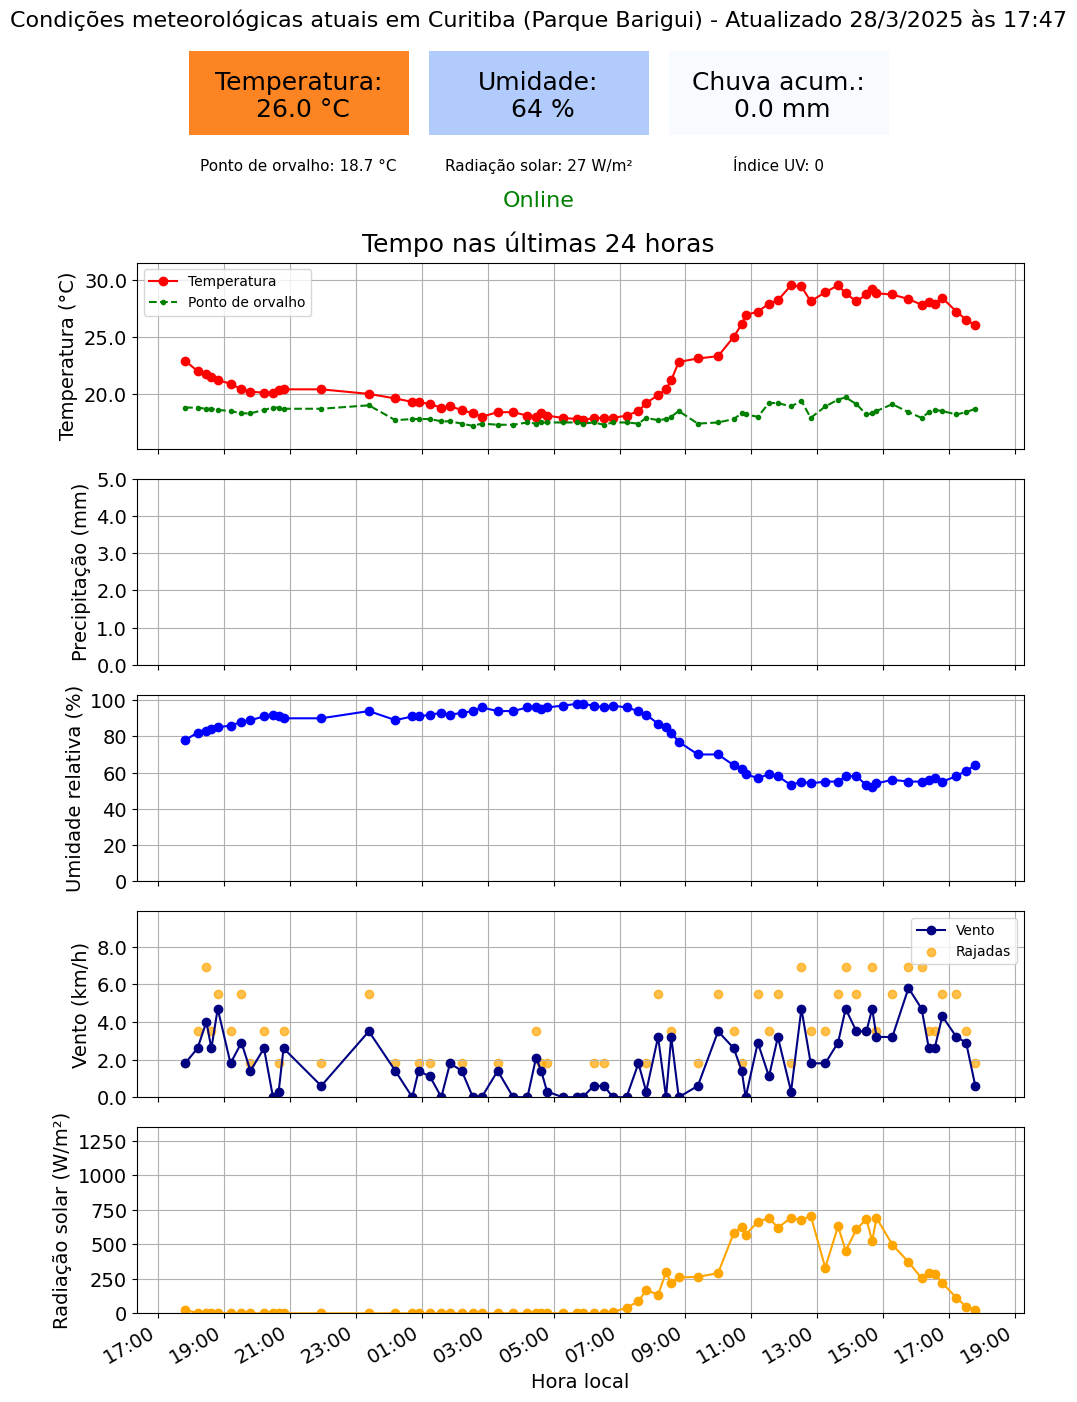 Condições meteorológicas atuais em Curitiba (Parque Barigui) - Atualizado 28/3/2025 às 17:47
Temperatura:
26.0 °C
Umidade:
64 %
Chuva acum.:
0.0 mm
Ponto de orvalho: 18.7 °C
Radiação solar: 27 W/m²
Índice UV: 0
Online
Tempo nas últimas 24 horas
Temperatura (°C)
30.0
25.0
20.0
Temperatura
Ponto de orvalho
Precipitação (mm)
5.0
4.0
3.0
2.0
1.0
0.0
Umidade relativa (%)
100
80
60
40
20
0
Vento (km/h)
8.0
6.0
4.0
2.0
0.0
Vento
Rajadas
Radiação solar (W/m²)
1250
1000
750
500
250
0
17:00
19:00
21:00
23:00
01:00
03:00
05:00
07:00
09:00
11:00
13:00
15:00
17:00
19:00
Hora local